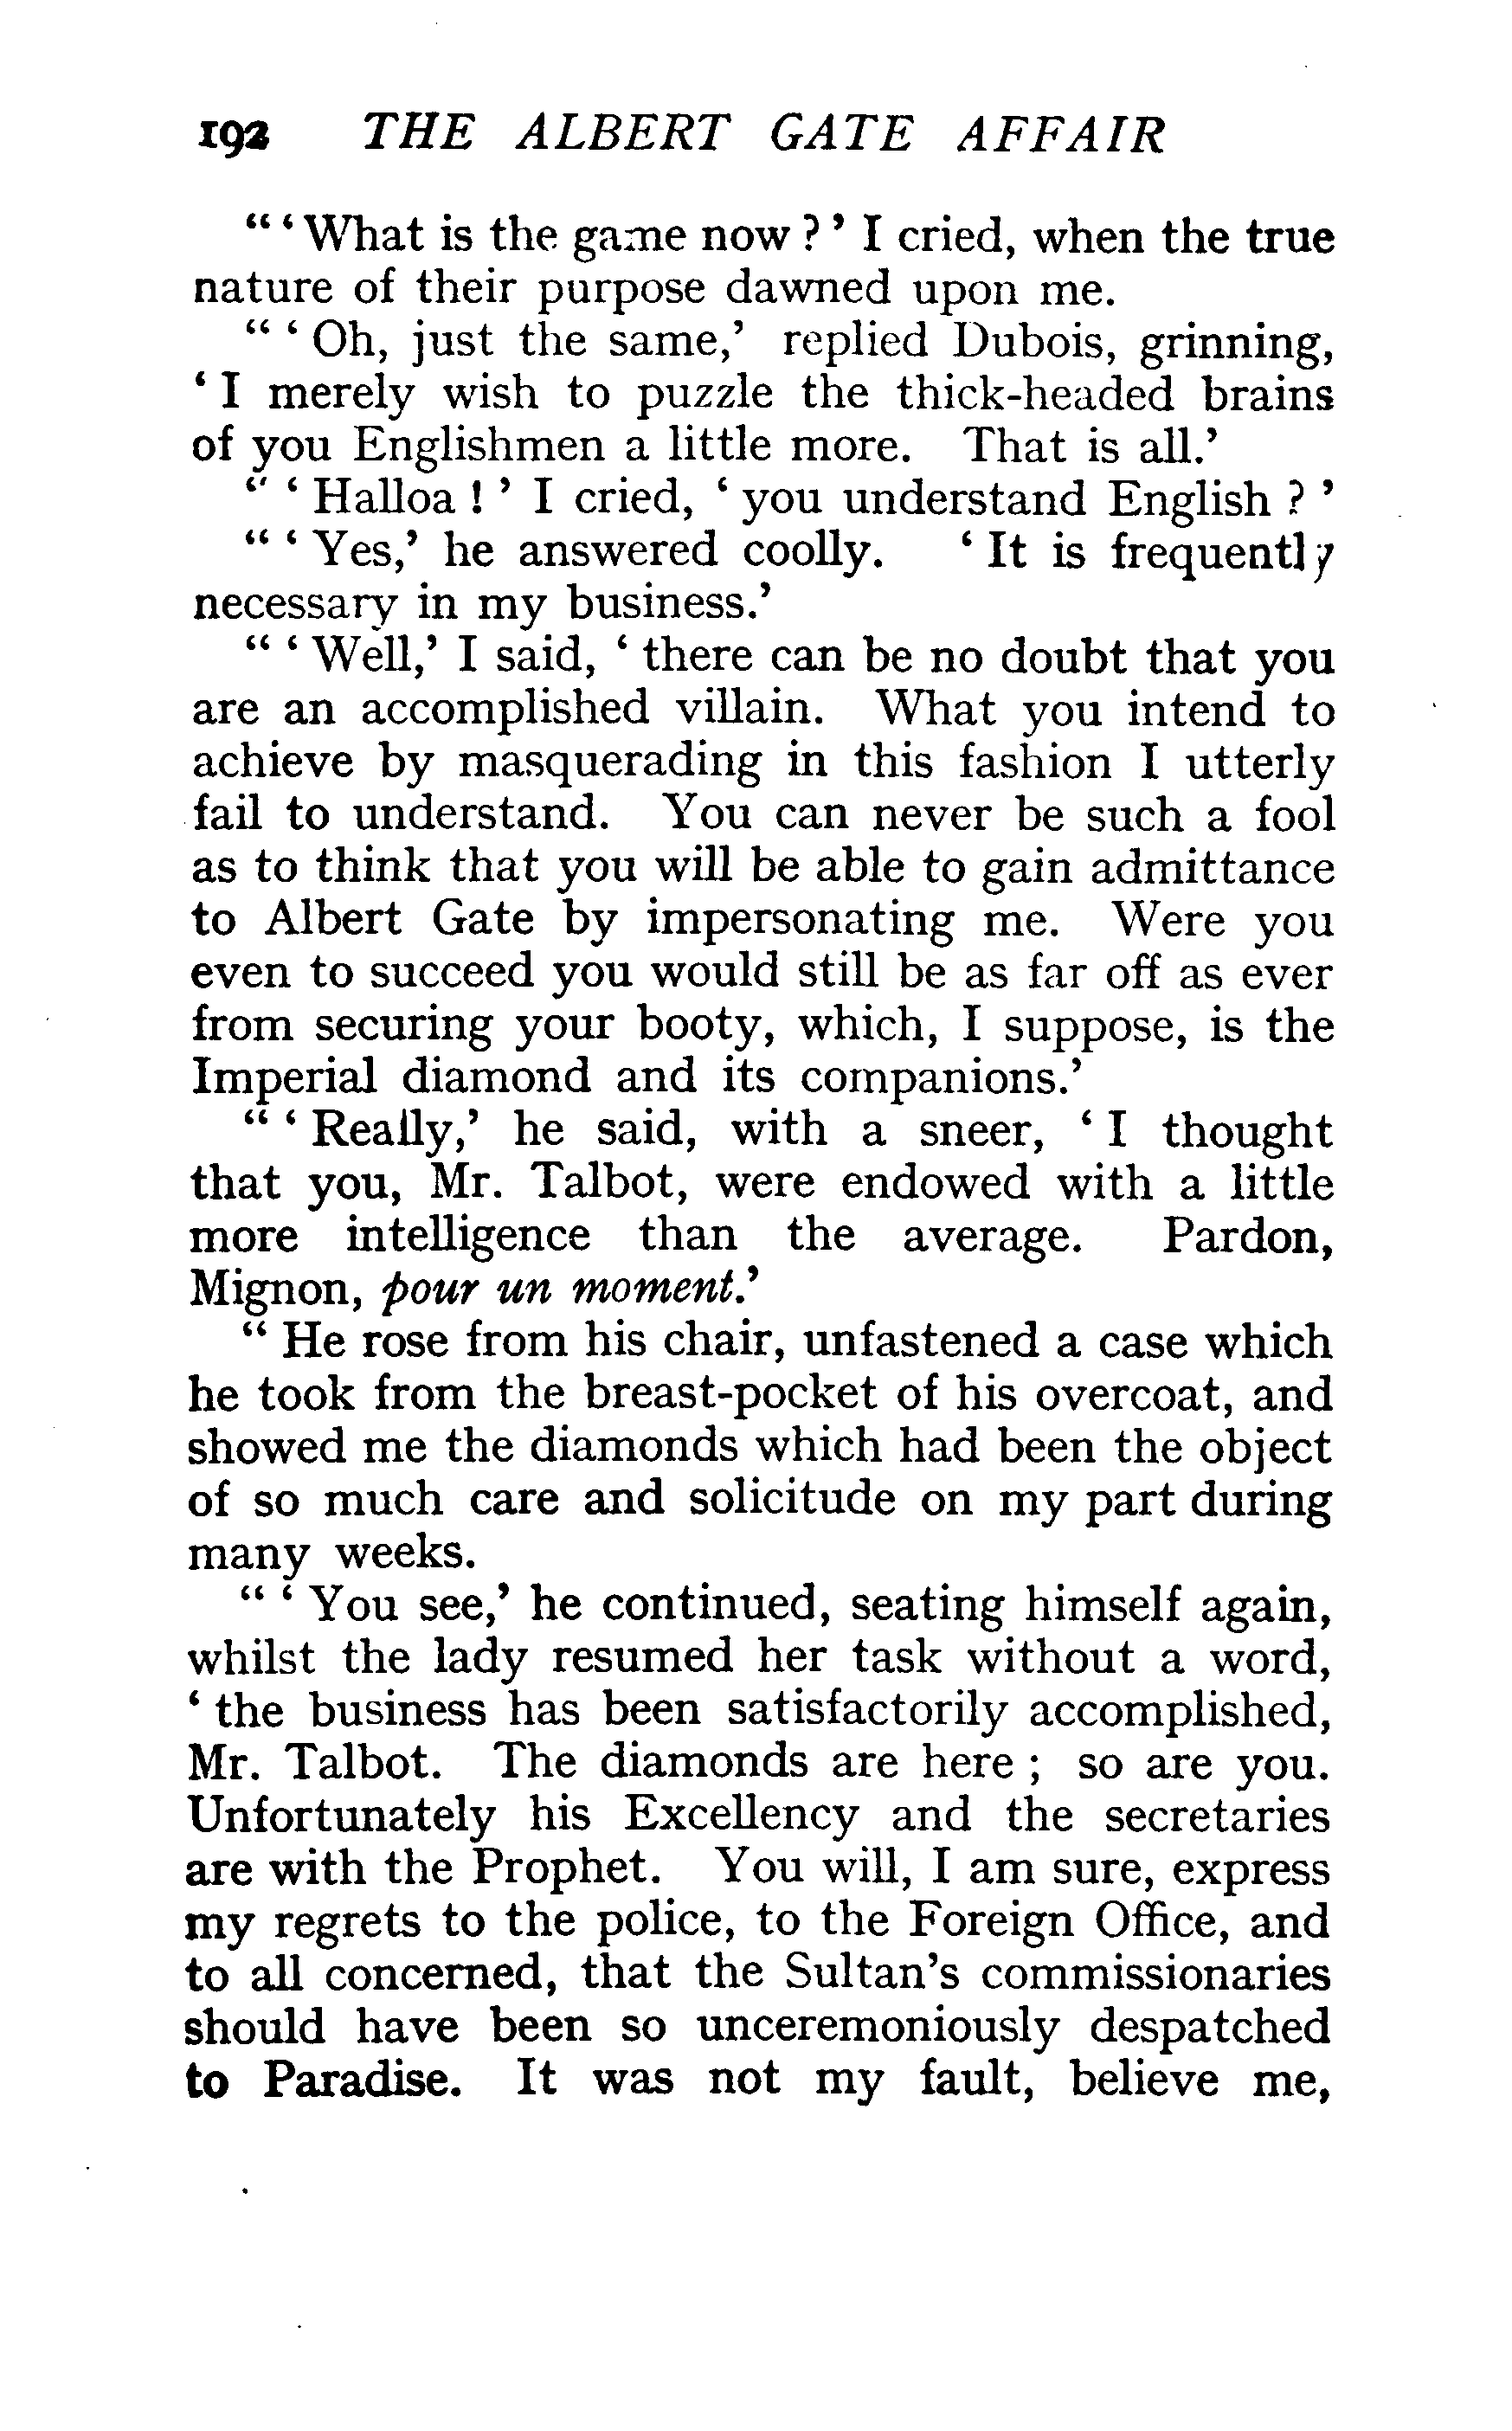 192 THE ALBERT GATE AFFAIR
“ ‘ What is the game now ? ’ I cried, when the true
nature of their purpose dawned upon me.
“ ‘ Oh, just the same,’ replied Dubois, grinning,
‘ I merely wish to puzzle the thick-headed brains
of you Englishmen a little more. That is all.’
“ ‘ Halloa ! ’ I cried, ‘ you understand English ? ’
“ ‘ Yes,’ he answered coolly. ‘ It is frequently
necessary in my business.’
“ ‘ Well,’ I said, ‘ there can be no doubt that you
are an accomplished villain. What you intend to
achieve by masquerading in this fashion I utterly
fail to understand. You can never be such a fool
as to think that you will be able to gain admittance
to Albert Gate by impersonating me. Were you
even to succeed you would still be as far off as ever
from securing your booty, which, I suppose, is the
Imperial diamond and its companions.’
“ ‘ Really,’ he said, with a sneer, ‘ I thought
that you, Mr. Talbot, were endowed with a little
more intelligence than the average. Pardon,
Mignon, pour un moment.’
“ He rose from his chair, unfastened a case which
he took from the breast-pocket of his overcoat, and
showed me the diamonds which had been the object
of so much care and solicitude on my part during
many weeks.
“ ‘ You see,’ he continued, seating himself again,
whilst the lady resumed her task without a word,
‘ the business has been satisfactorily accomplished,
Mr. Talbot. The diamonds are here ; so are you.
Unfortunately his Excellency and the secretaries
are with the Prophet. You will, I am sure, express
my regrets to the police, to the Foreign Office, and
to all concerned, that the Sultan’s commissionaries
should have been so unceremoniously despatched
to Paradise. It was not my fault, believe me,